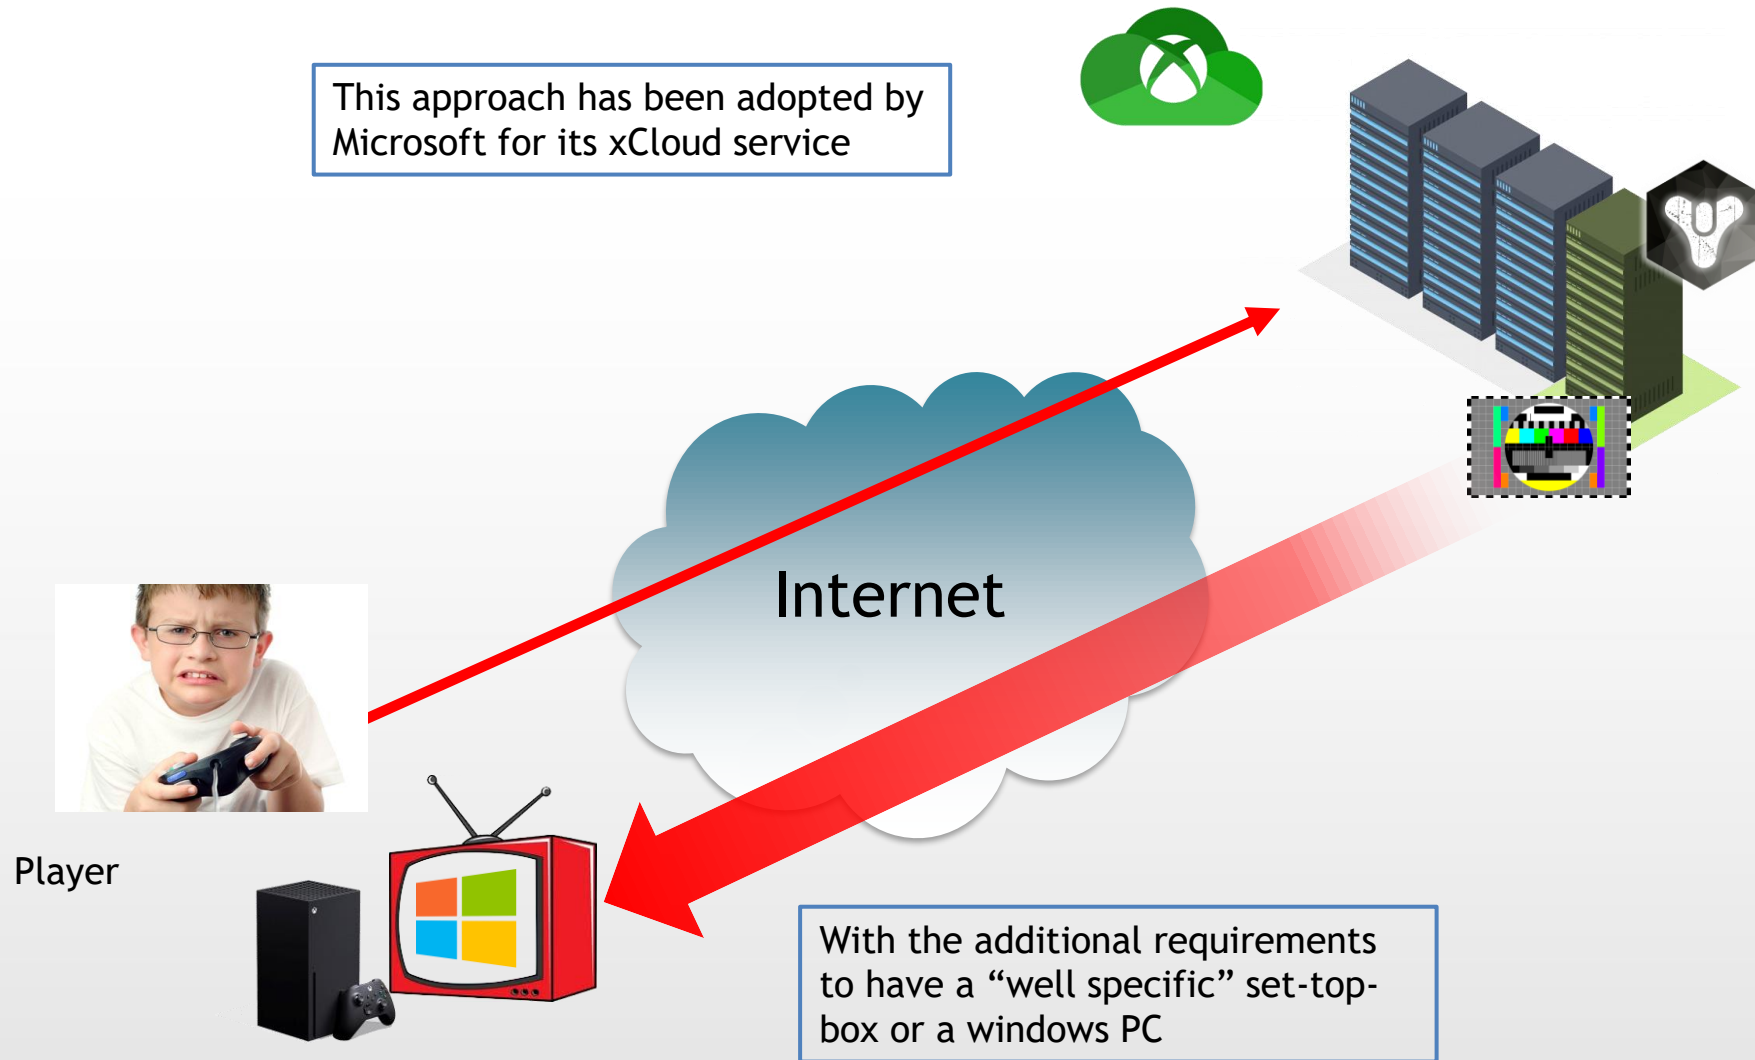 This approach has been adopted by
Microsoft for its xCloud service
Internet
Player
With the additional requirements
to have a “well specific” set-top-
box or a windows PC